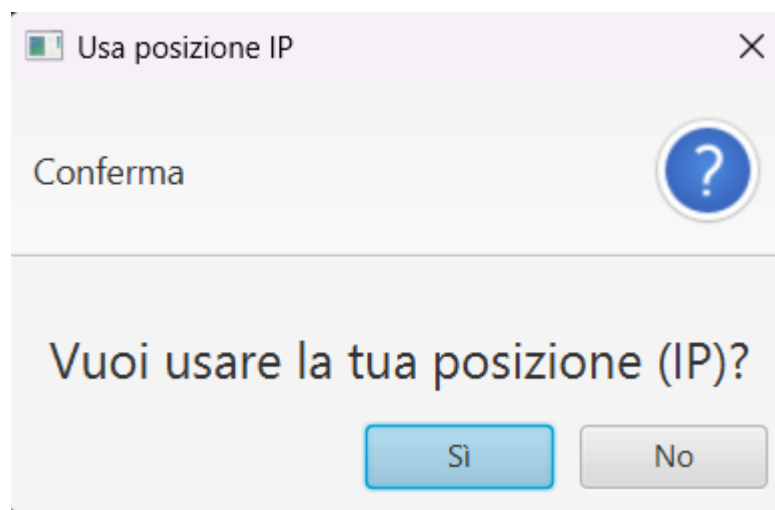 Usa posizione IP
Conferma
?
Vuoi usare la tua posizione (IP)?
Sì
No